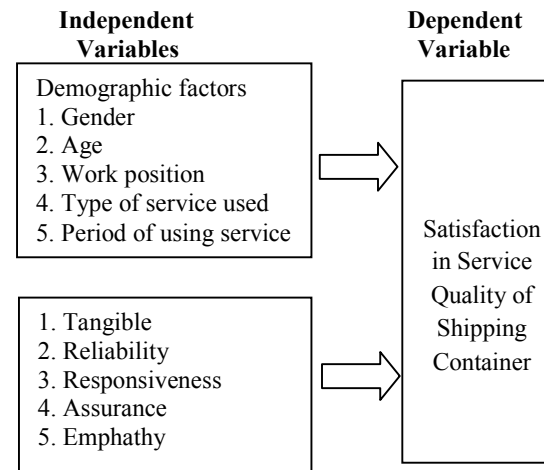 Independent
Variables
Dependent
Variable
Demographic factors
1. Gender
2. Age
3. Work position
4. Type of service used
5. Period of using service
1. Tangible
2. Reliability
3. Responsiveness
4. Assurance
5. Emphathy
Satisfaction
in Service
Quality of
Shipping
Container